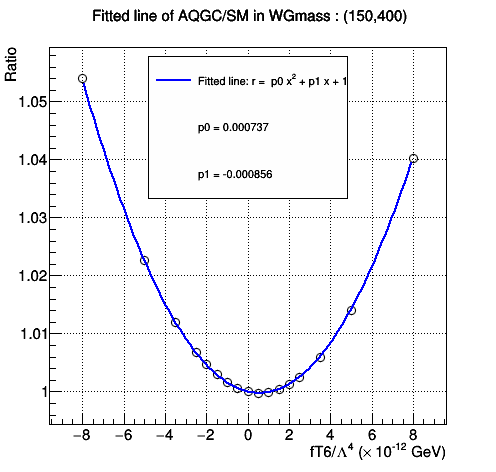 Fitted line of AQGC/SM in WGmass : (150,400)
Ratio
Fitted line: r = p0 x² + p1 x + 1
p0 = 0.000737
p1 = -0.000856
1.05
1.04
1.03
1.02
1.01
1
−8 −6 −4 −2 0 2 4 6 8
fT6/Λ⁴ (× 10⁻¹² GeV)